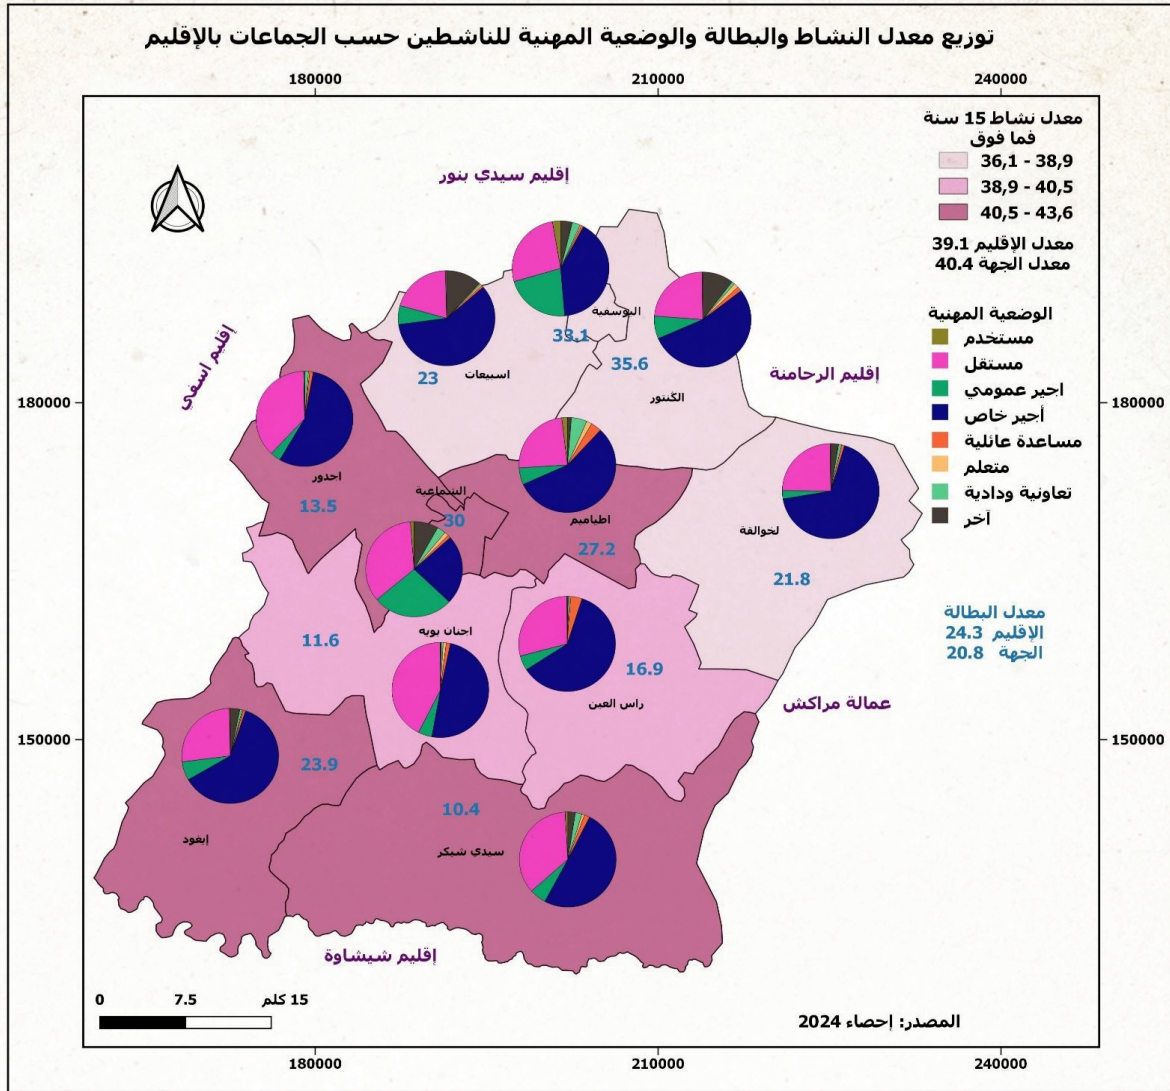 توزيع معدل النشاط والبطالة والوضعية المهنية للناشطين حسب الجماعات بالإقليم
180000
210000
240000
معدل نشاط 15 سنة
فما فوق
36,1 - 38,9
38,9 - 40,5
40,5 - 43,6
معدل الإقليم 39.1
معدل الجهة 40.4
الوضعية المهنية
مستخدم
مستقل
اجير عمومي
أجير خاص
مساعدة عائلية
متعلم
تعاونية ودادية
آخر
معدل البطالة
الإقليم 24.3
الجهة 20.8
إقليم سيدي بنور
إقليم اسفي
إقليم الرحامنة
عمالة مراكش
إقليم شيشاوة
اليوسفية
33.1
اسبيعات
23
35.6
الكنتور
180000
180000
اجدور
13.5
الشماعية
30
اطياميم
27.2
لخوالقة
21.8
11.6
اجنان بويه
16.9
راس العين
150000
150000
23.9
إيغود
10.4
سيدي شيكر
0
7.5
15 كلم
المصدر: إحصاء 2024
180000
210000
240000